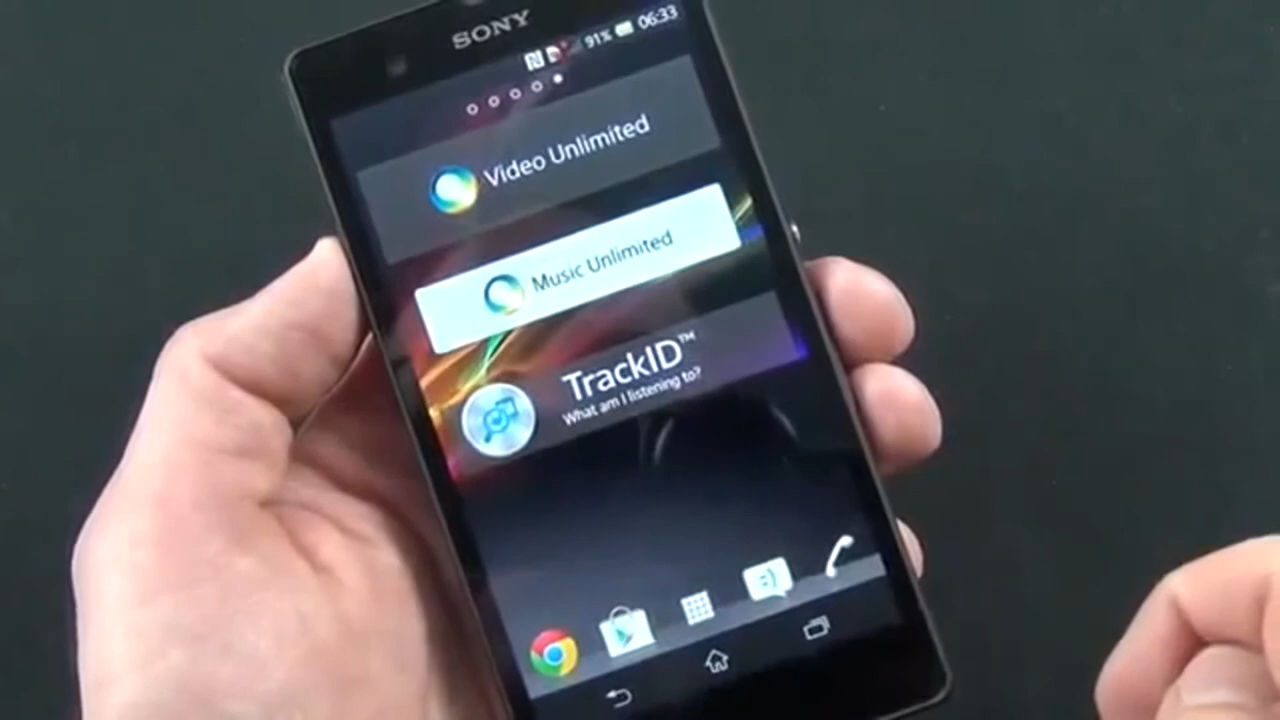 SONY
91% 06:33
Video Unlimited
Music Unlimited
TrackID™
What am I listening to?